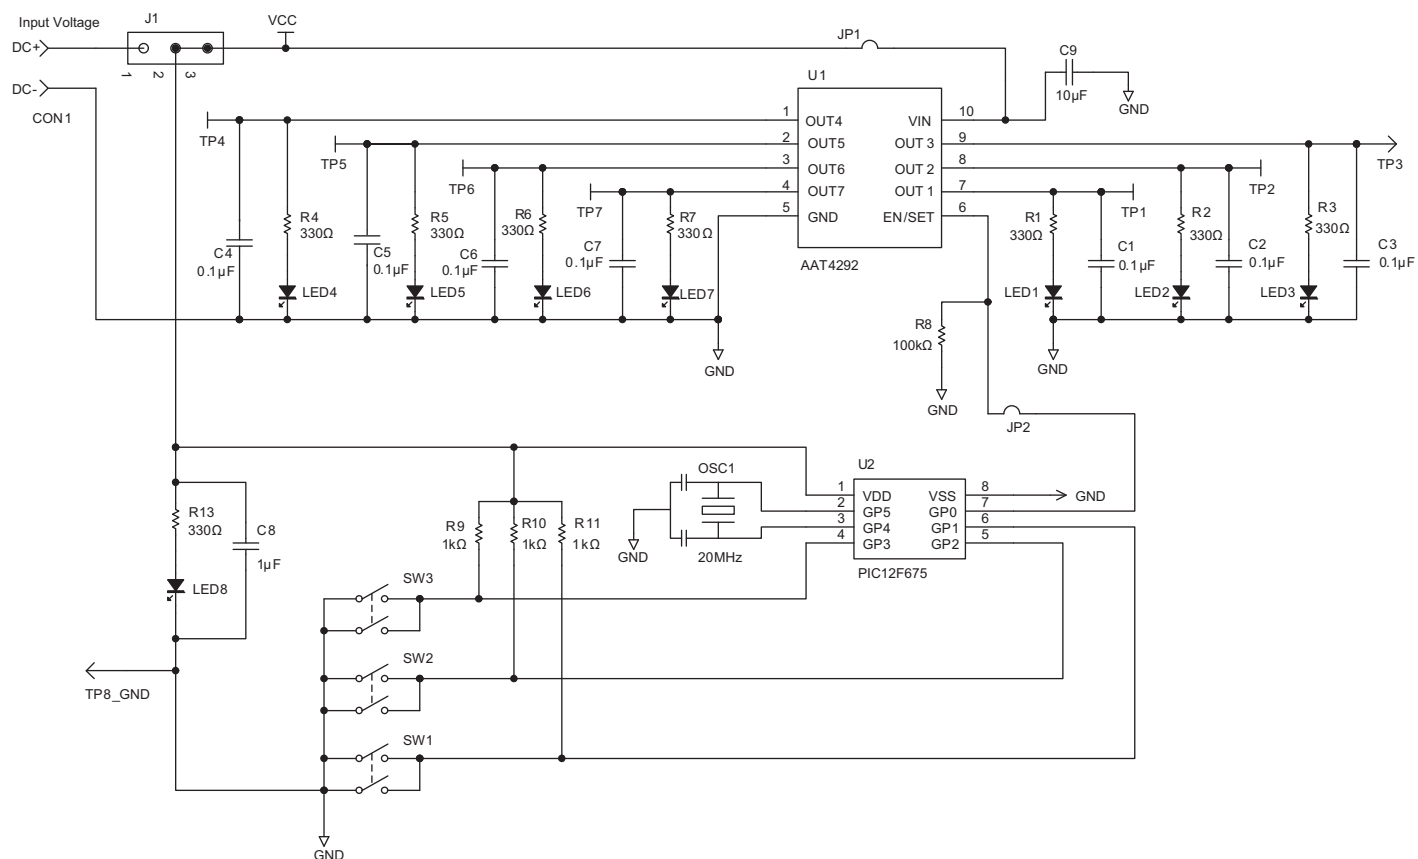 Input Voltage
J1
VCC
DC+
1 2 3
DC-
CON1
JP1
C9
10µF
GND
U1
1 OUT4 VIN 10
2 OUT5 OUT 3 9
3 OUT6 OUT 2 8
4 OUT7 OUT 1 7
5 GND EN/SET 6
AAT4292
TP4
TP5
TP6
TP7
TP3
TP2
TP1
R4
330Ω
R5
330Ω
R6
330Ω
R7
330Ω
C4
0.1µF
C5
0.1µF
C6
0.1µF
C7
0.1µF
LED4
LED5
LED6
LED7
GND
R1
330Ω
R2
330Ω
R3
330Ω
C1
0.1µF
C2
0.1µF
C3
0.1µF
LED1
LED2
LED3
GND
R8
100kΩ
GND
JP2
U2
1 VDD VSS 8
2 GP5 GP0 7
3 GP4 GP1 6
4 GP3 GP2 5
PIC12F675
GND
OSC1
20MHz
GND
R13
330Ω
C8
1µF
LED8
R9
1kΩ
R10
1kΩ
R11
1kΩ
SW3
SW2
SW1
TP8_GND
GND